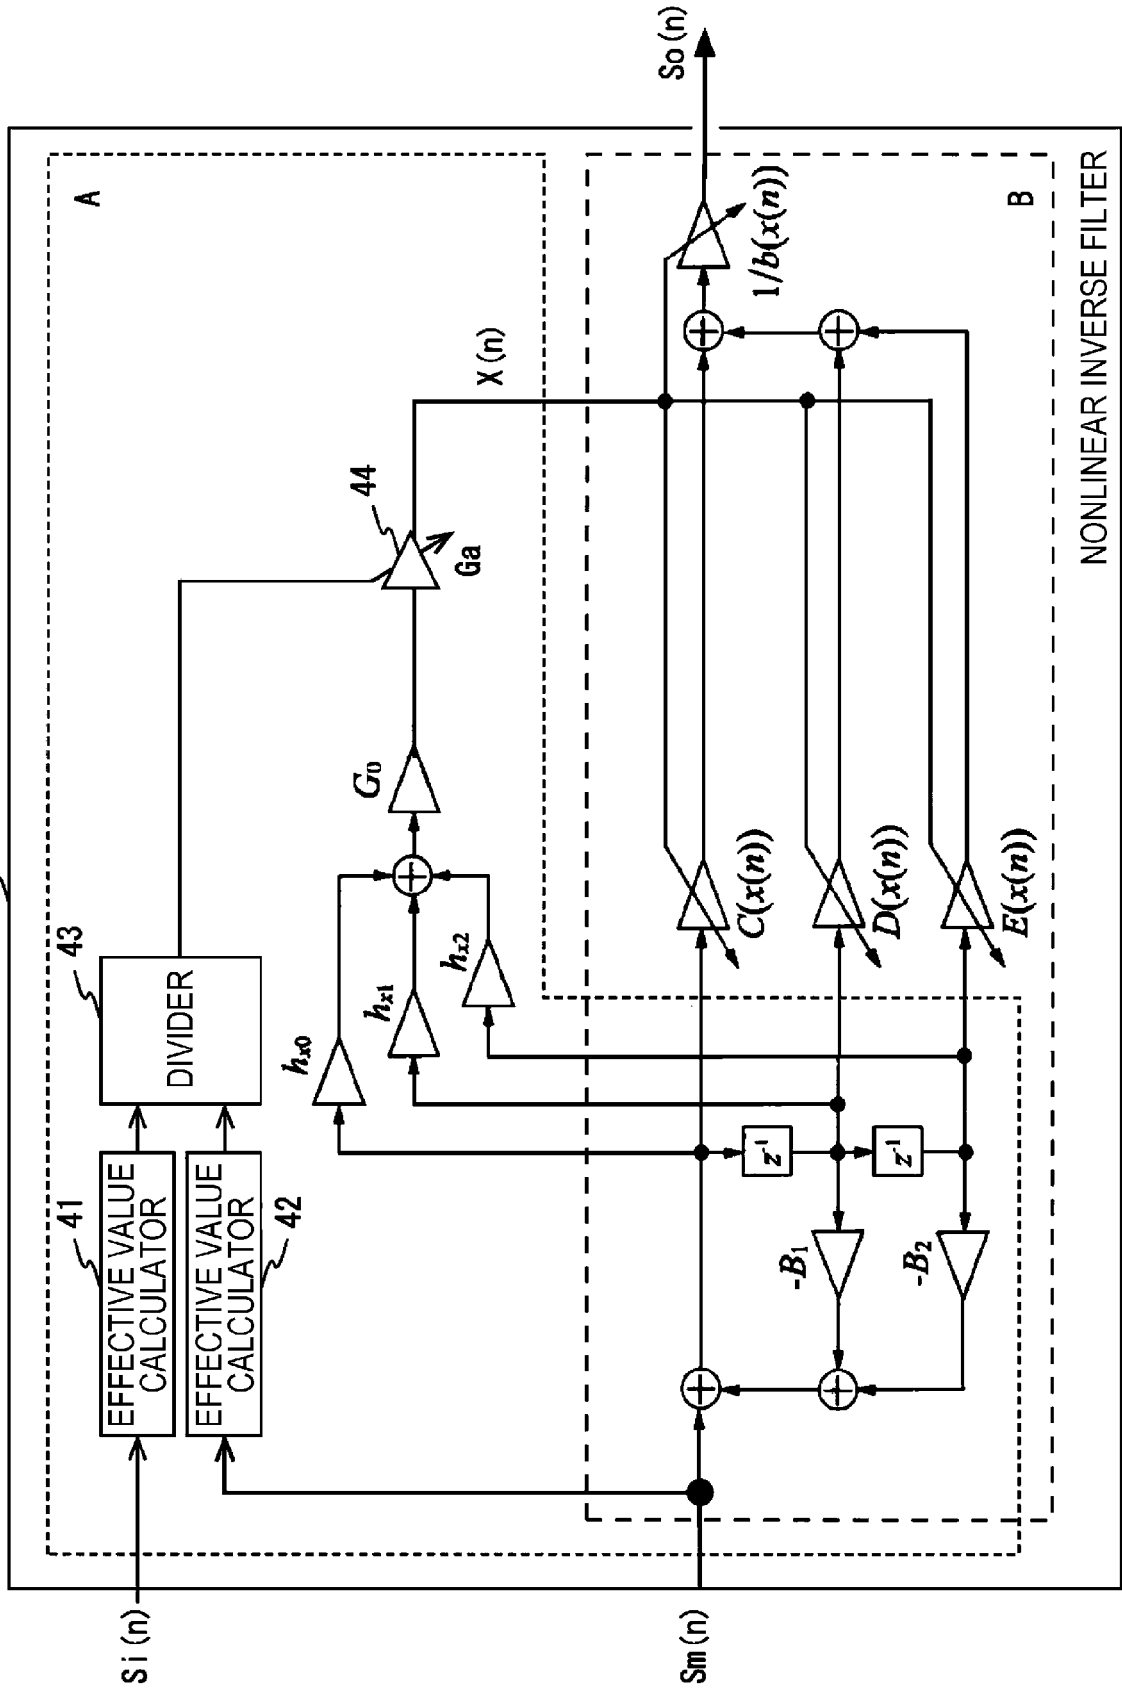 Si(n)
Sm(n)
EFFECTIVE VALUE
CALCULATOR
41
EFFECTIVE VALUE
CALCULATOR
42
DIVIDER
43
hx0
hx1
hx2
G0
44
Ga
X(n)
A
-B1
-B2
z-1
z-1
C(x(n))
D(x(n))
E(x(n))
1/b(x(n))
B
So(n)
NONLINEAR INVERSE FILTER